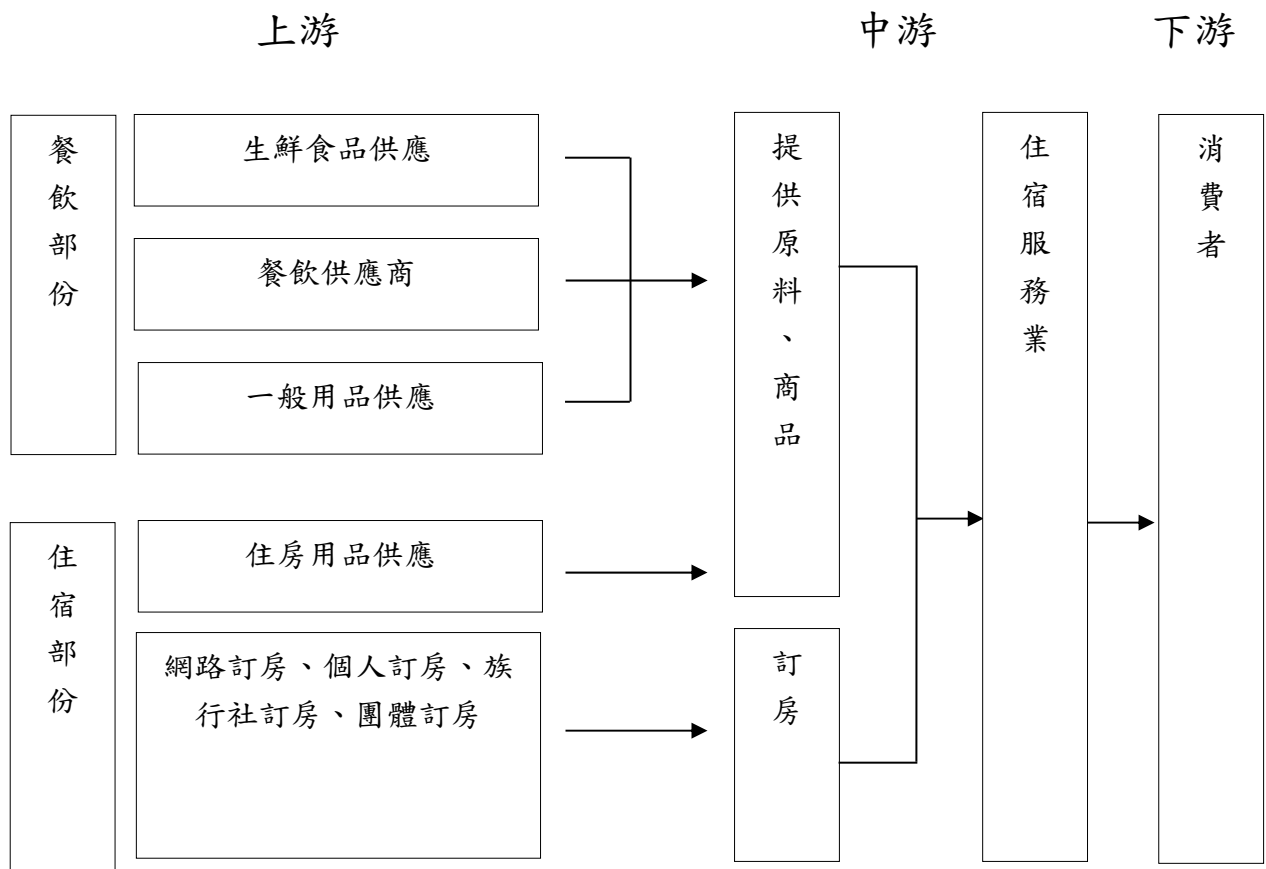 上游
中游
下游
餐飲部份
生鮮食品供應
餐飲供應商
一般用品供應
提供原料、商品
住宿服務業
消費者
住宿部份
住房用品供應
網路訂房、個人訂房、族
行社訂房、團體訂房
訂房